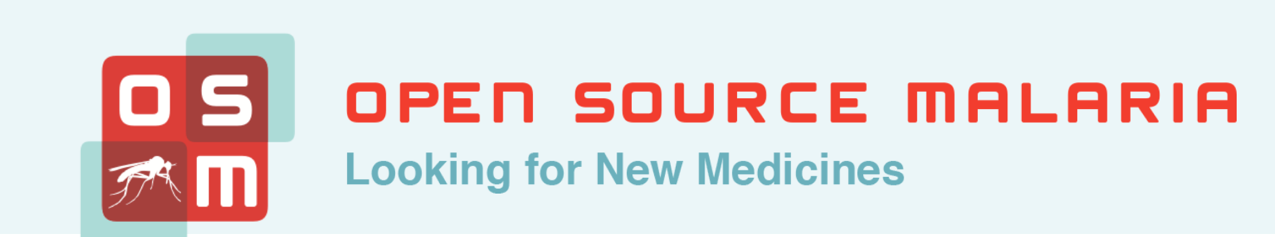 OS
M
OPEN SOURCE MALARIA
Looking for New Medicines